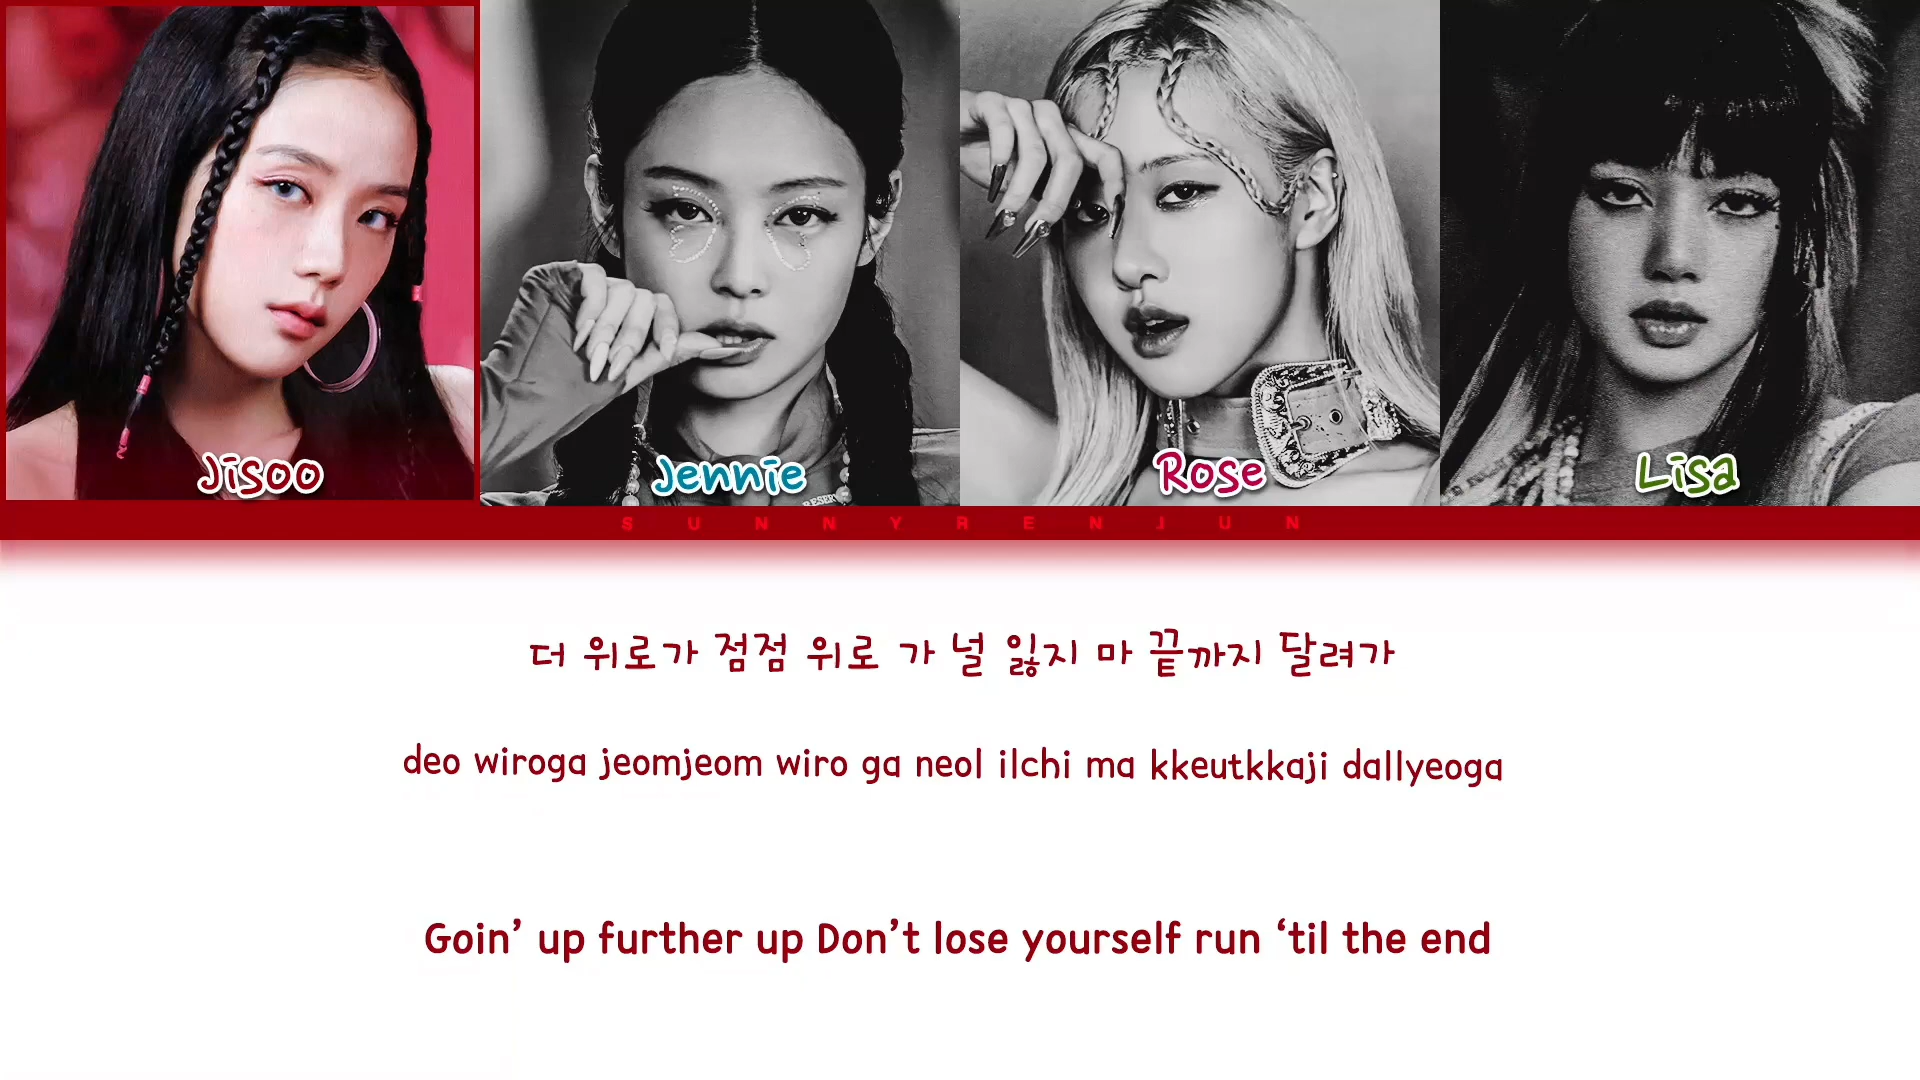 Jisoo
Jennie
Rose
Lisa
RESER
SUNNYRENJUN
더 위로가 점점 위로 가 널 잃지 마 끝까지 달려가
deo wiroga jeomjeom wiro ga neol ilchi ma kkeutkkaji dallyeoga
Goin’ up further up Don’t lose yourself run ‘til the end